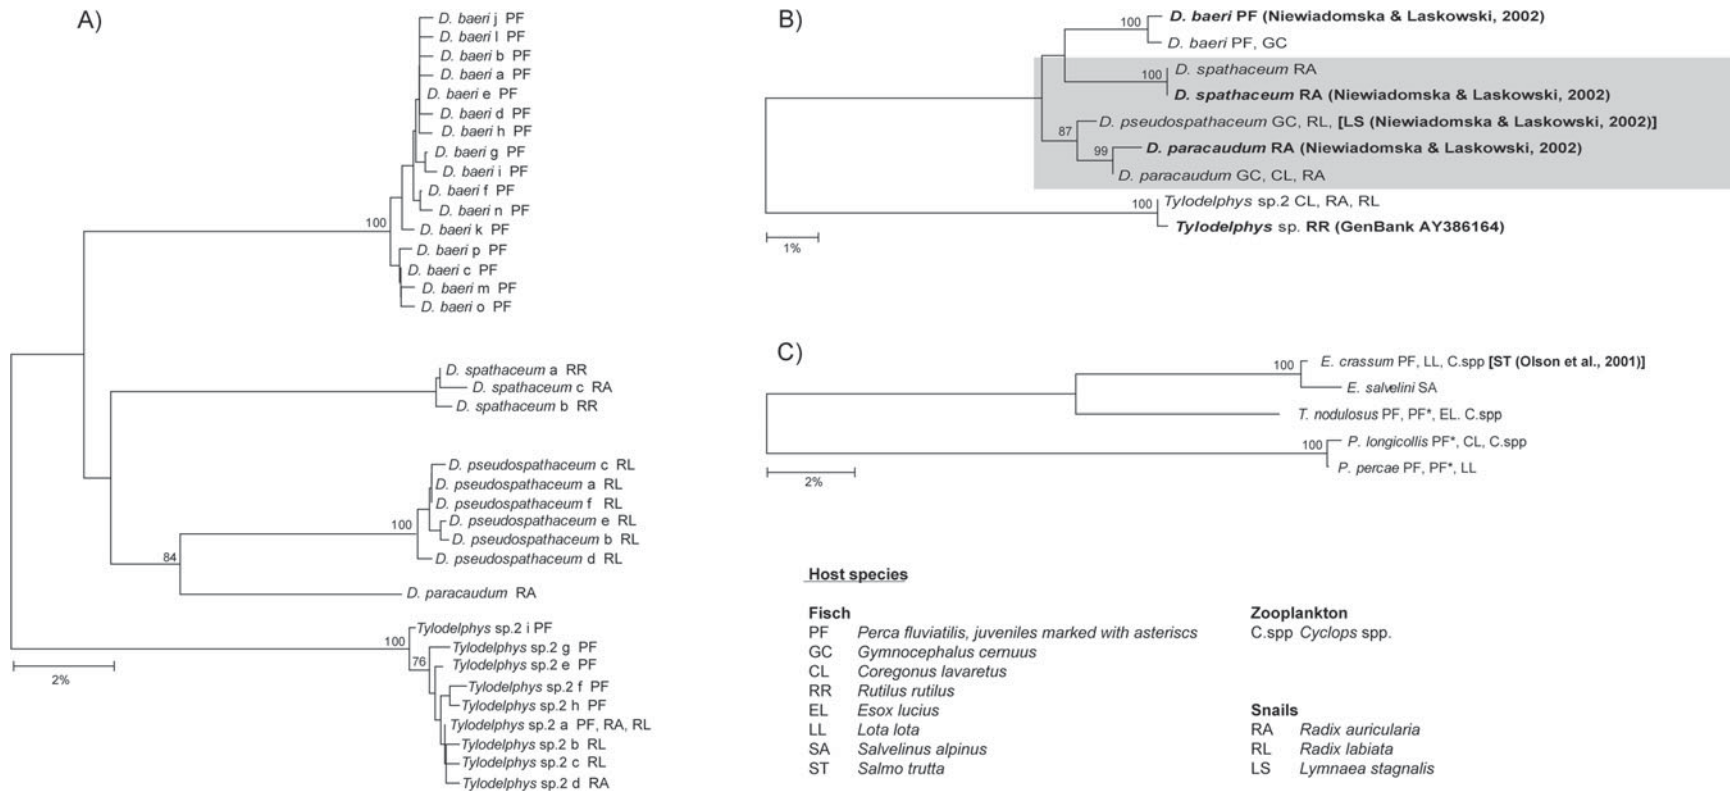 A)
D. baeri j PF
D. baeri l PF
D. baeri b PF
D. baeri a PF
D. baeri e PF
D. baeri d PF
D. baeri h PF
D. baeri g PF
D. baeri i PF
D. baeri f PF
D. baeri n PF
100
D. baeri k PF
D. baeri p PF
D. baeri c PF
D. baeri m PF
D. baeri o PF
D. spathaceum a RR
D. spathaceum c RA
D. spathaceum b RR
D. pseudospathaceum c RL
D. pseudospathaceum a RL
D. pseudospathaceum f RL
100
D. pseudospathaceum e RL
D. pseudospathaceum b RL
84
D. pseudospathaceum d RL
D. paracaudum RA
Tylodelphys sp.2 i PF
100
Tylodelphys sp.2 g PF
76
Tylodelphys sp.2 e PF
2%
Tylodelphys sp.2 f PF
Tylodelphys sp.2 h PF
Tylodelphys sp.2 a PF, RA, RL
Tylodelphys sp.2 b RL
Tylodelphys sp.2 c RL
Tylodelphys sp.2 d RA
B)
100
D. baeri PF (Niewiadomska & Laskowski, 2002)
D. baeri PF, GC
D. spathaceum RA
100
D. spathaceum RA (Niewiadomska & Laskowski, 2002)
D. pseudospathaceum GC, RL, [LS (Niewiadomska & Laskowski, 2002)]
87
D. paracaudum RA (Niewiadomska & Laskowski, 2002)
99
D. paracaudum GC, CL, RA
Tylodelphys sp.2 CL, RA, RL
100
Tylodelphys sp. RR (GenBank AY386164)
1%
C)
100
E. crassum PF, LL, C.spp [ST (Olson et al., 2001)]
E. salvelini SA
T. nodulosus PF, PF*, EL. C.spp
100
P. longicollis PF*, CL, C.spp
P. percae PF, PF*, LL
2%
Host species
Fisch
PF Perca fluviatilis, juveniles marked with asteriscs
GC Gymnocephalus cernuus
CL Coregonus lavaretus
RR Rutilus rutilus
EL Esox lucius
LL Lota lota
SA Salvelinus alpinus
ST Salmo trutta
Zooplankton
C.spp Cyclops spp.
Snails
RA Radix auricularia
RL Radix labiata
LS Lymnaea stagnalis